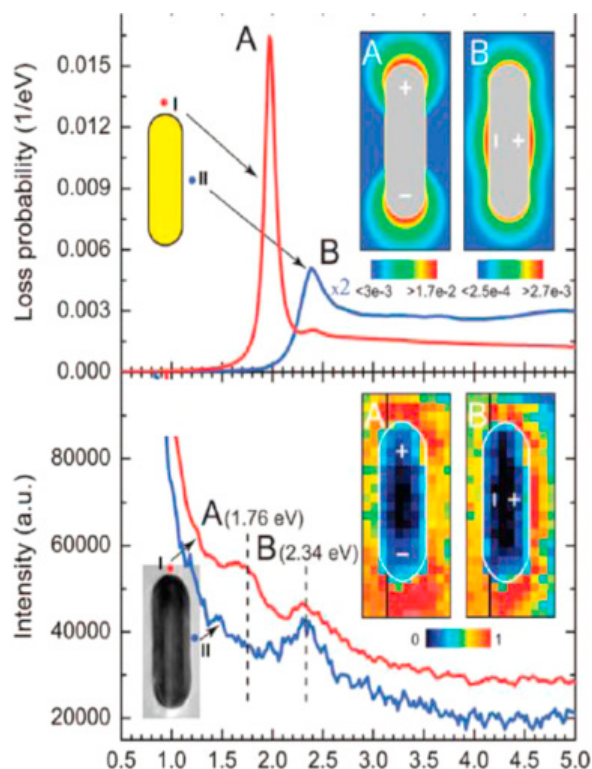 Loss probability (1/eV)
0.015
0.012
0.009
0.006
0.003
0.000
A
I
II
B
x2
A
+
–
B
– +
<3e-3 >1.7e-2
<2.5e-4 >2.7e-3
Intensity (a.u.)
80000
60000
40000
20000
A(1.76 eV)
B(2.34 eV)
I
II
A
+
–
B
– +
0 1
0.5 1.0 1.5 2.0 2.5 3.0 3.5 4.0 4.5 5.0